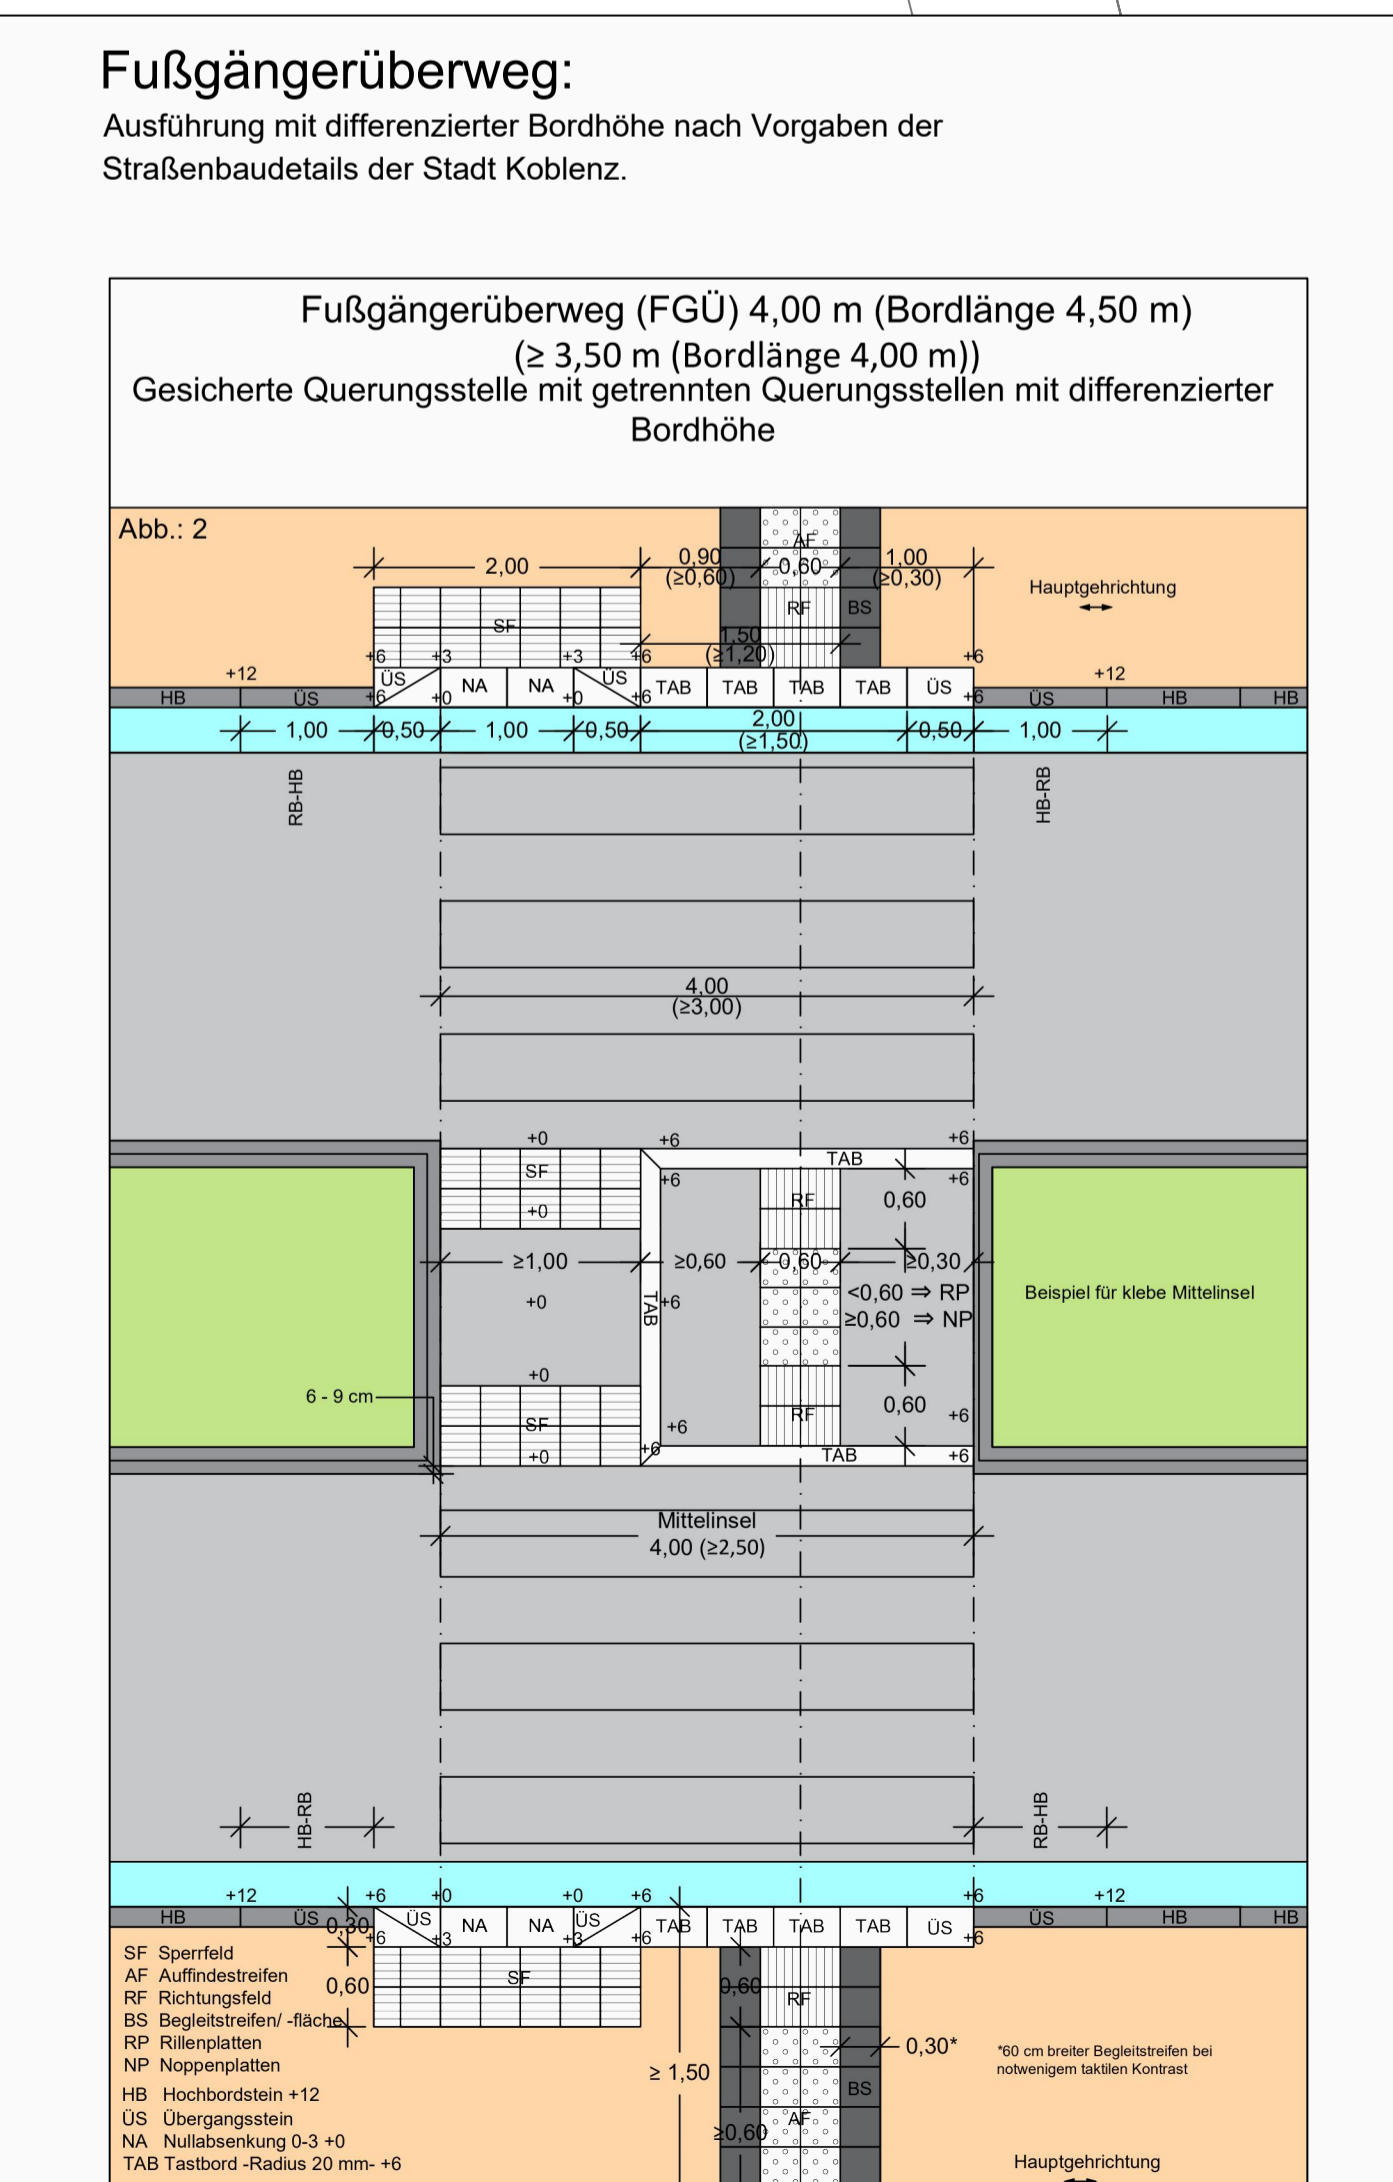 Fußgängerüberweg:
Ausführung mit differenzierter Bordhöhe nach Vorgaben der
Straßenbaudetails der Stadt Koblenz.
Fußgängerüberweg (FGÜ) 4,00 m (Bordlänge 4,50 m)
(≥ 3,50 m (Bordlänge 4,00 m))
Gesicherte Querungsstelle mit getrennten Querungsstellen mit differenzierter
Bordhöhe
Abb.: 2
AF
2,00 0,90 0,60 1,00
(≥0,60) (≥0,30)
Hauptgehrichtung
SF RF BS
1,50
(≥1,20)
+6 +3 +3 +6 +6
+12 +12
ÜS NA NA ÜS TAB TAB TAB TAB ÜS
HB ÜS +6 +0 +0 +6 +6 ÜS HB HB
1,00 0,50 1,00 0,50 2,00 0,50 1,00
(≥1,50)
RB-HB HB-RB
4,00
(≥3,00)
+0 +6 +6
TAB
SF +6 +6
RF 0,60
+0
≥1,00 ≥0,60 0,60 ≥0,30
<0,60 ⇒ RP
Beispiel für klebe Mittelinsel
+0 TAB +6
≥0,60 ⇒ NP
+0
6 - 9 cm
0,60
SF +6 RF +6
+0 +6 TAB +6
Mittelinsel
4,00 (≥2,50)
HB-RB RB-HB
+12 +6 +0 +0 +6 +6 +12
HB ÜS ÜS NA NA ÜS TAB TAB TAB TAB ÜS ÜS HB HB
0,30 +6 +3 +3 +6
SF Sperrfeld
AF Auffindestreifen
RF Richtungsfeld
BS Begleitstreifen/ -fläche
RP Rillenplatten
NP Noppenplatten
HB Hochbordstein +12
ÜS Übergangsstein
NA Nullabsenkung 0-3 +0
TAB Tastbord -Radius 20 mm- +6
0,60 SF 0,60 RF
0,30*
*60 cm breiter Begleitstreifen bei
notwenigem taktilen Kontrast
≥ 1,50 BS
≥0,60 AF
Hauptgehrichtung